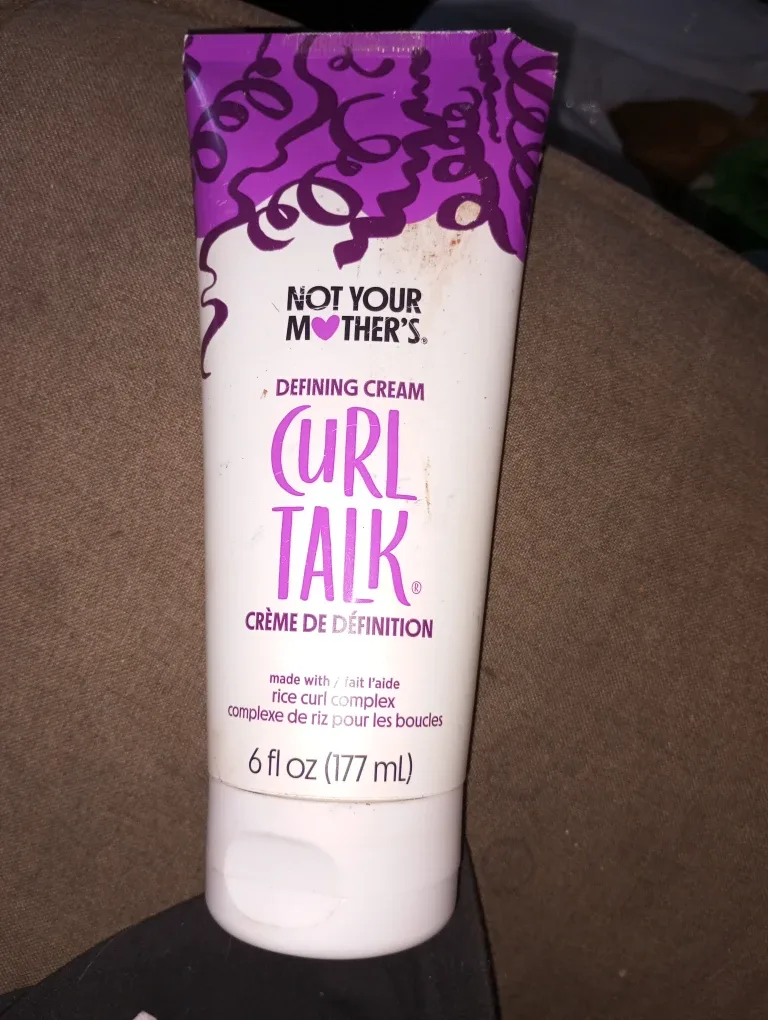 NOT YOUR
MOTHER'S®
DEFINING CREAM
CURL
TALK®
CRÈME DE DÉFINITION
made with / fait l'aide
rice curl complex
complexe de riz pour les boucles
6 fl oz (177 mL)